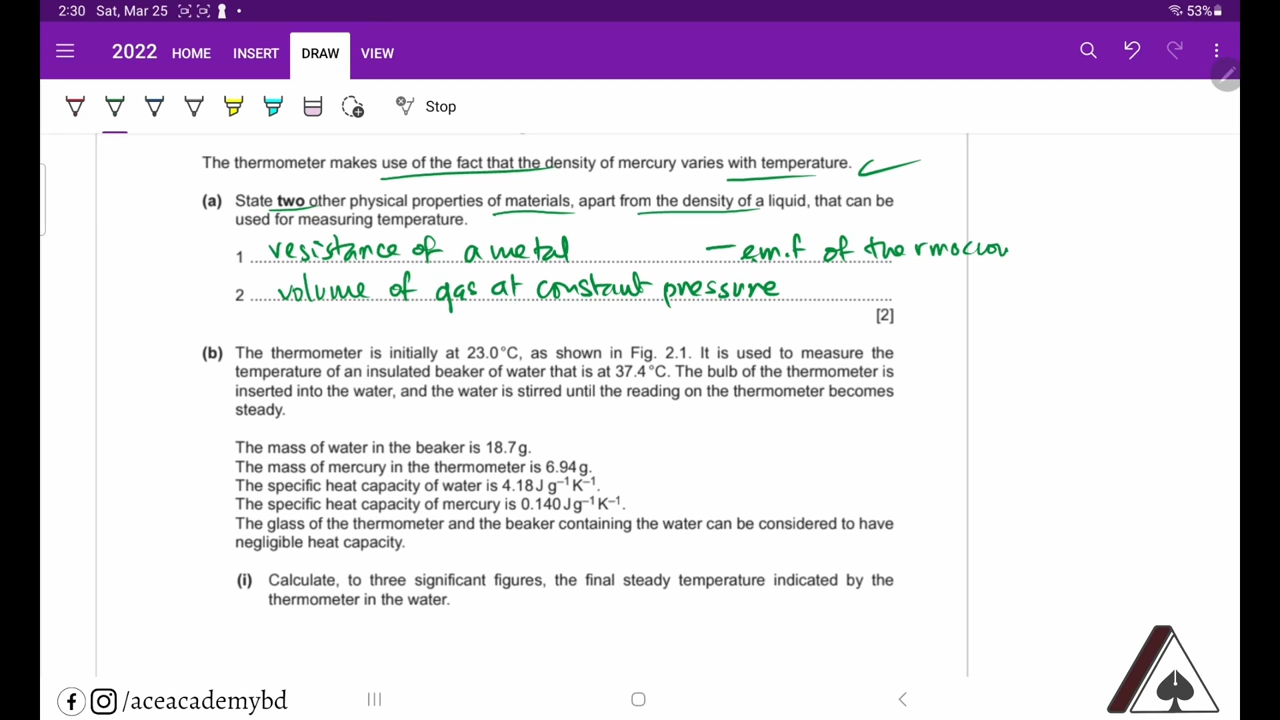 2:30 Sat, Mar 25
53%
2022 HOME INSERT DRAW VIEW
Stop
The thermometer makes use of the fact that the density of mercury varies with temperature.
(a) State two other physical properties of materials, apart from the density of a liquid, that can be
used for measuring temperature.
1 resistance of a metal – em.f of thermocou
2 volume of gas at constant pressure
[2]
(b) The thermometer is initially at 23.0°C, as shown in Fig. 2.1. It is used to measure the
temperature of an insulated beaker of water that is at 37.4°C. The bulb of the thermometer is
inserted into the water, and the water is stirred until the reading on the thermometer becomes
steady.
The mass of water in the beaker is 18.7g.
The mass of mercury in the thermometer is 6.94g.
The specific heat capacity of water is 4.18J g⁻¹K⁻¹.
The specific heat capacity of mercury is 0.140Jg⁻¹K⁻¹.
The glass of the thermometer and the beaker containing the water can be considered to have
negligible heat capacity.
(i) Calculate, to three significant figures, the final steady temperature indicated by the
thermometer in the water.
/aceacademybd